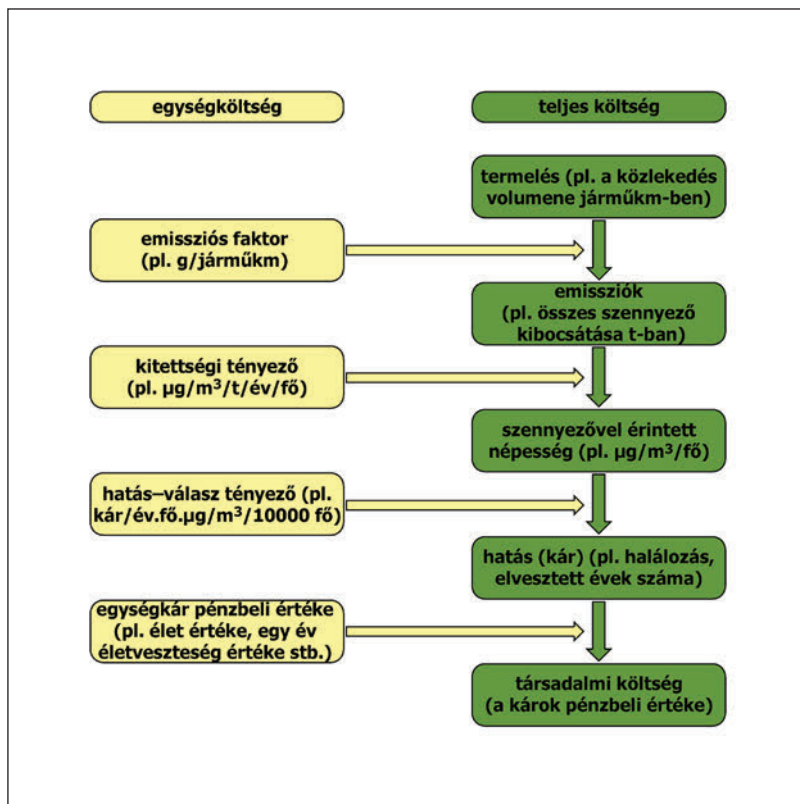 egységköltség
teljes költség
termelés (pl. a közlekedés
volumene járműkm-ben)
emissziós faktor
(pl. g/járműkm)
emissziók
(pl. összes szennyező
kibocsátása t-ban)
kitettségi tényező
(pl. µg/m³/t/év/fő)
szennyezővel érintett
népesség (pl. µg/m³/fő)
hatás–válasz tényező (pl.
kár/év.fő.µg/m³/10000 fő)
hatás (kár) (pl. halálozás,
elvesztett évek száma)
egységkár pénzbeli értéke
(pl. élet értéke, egy év
életveszteség értéke stb.)
társadalmi költség
(a károk pénzbeli értéke)